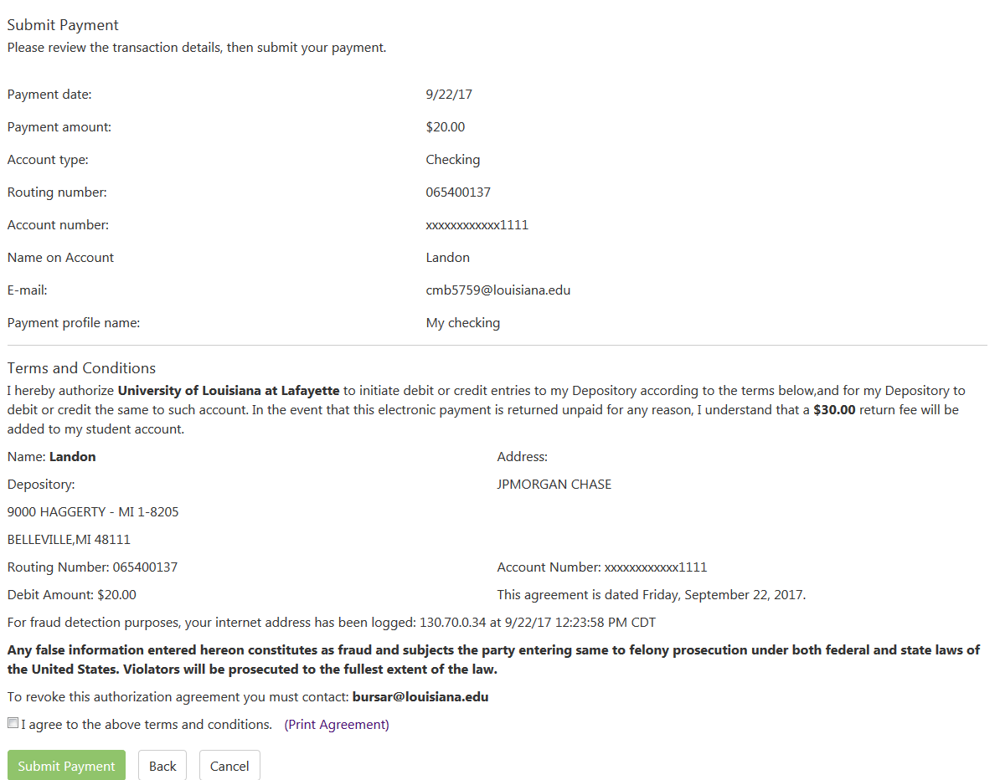 Submit Payment
Please review the transaction details, then submit your payment.
Payment date: 9/22/17
Payment amount: $20.00
Account type: Checking
Routing number: 065400137
Account number: xxxxxxxxxxxx1111
Name on Account Landon
E-mail: cmb5759@louisiana.edu
Payment profile name: My checking
Terms and Conditions
I hereby authorize University of Louisiana at Lafayette to initiate debit or credit entries to my Depository according to the terms below,and for my Depository to
debit or credit the same to such account. In the event that this electronic payment is returned unpaid for any reason, I understand that a $30.00 return fee will be
added to my student account.
Name: Landon Address:
Depository: JPMORGAN CHASE
9000 HAGGERTY - MI 1-8205
BELLEVILLE,MI 48111
Routing Number: 065400137 Account Number: xxxxxxxxxxxx1111
Debit Amount: $20.00 This agreement is dated Friday, September 22, 2017.
For fraud detection purposes, your internet address has been logged: 130.70.0.34 at 9/22/17 12:23:58 PM CDT
Any false information entered hereon constitutes as fraud and subjects the party entering same to felony prosecution under both federal and state laws of
the United States. Violators will be prosecuted to the fullest extent of the law.
To revoke this authorization agreement you must contact: bursar@louisiana.edu
I agree to the above terms and conditions. (Print Agreement)
Submit Payment Back Cancel